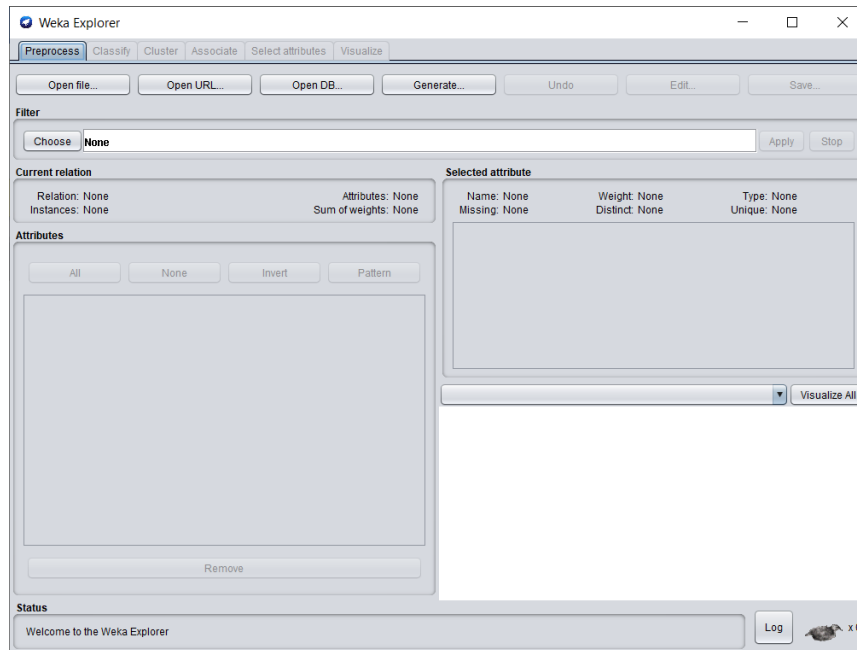 Weka Explorer
Preprocess Classify Cluster Associate Select attributes Visualize
Open file... Open URL... Open DB... Generate... Undo Edit... Save...
Filter
Choose None Apply Stop
Current relation
Relation: None Attributes: None
Instances: None Sum of weights: None
Selected attribute
Name: None Weight: None Type: None
Missing: None Distinct: None Unique: None
Attributes
All None Invert Pattern
Visualize All
Remove
Status
Welcome to the Weka Explorer
Log x